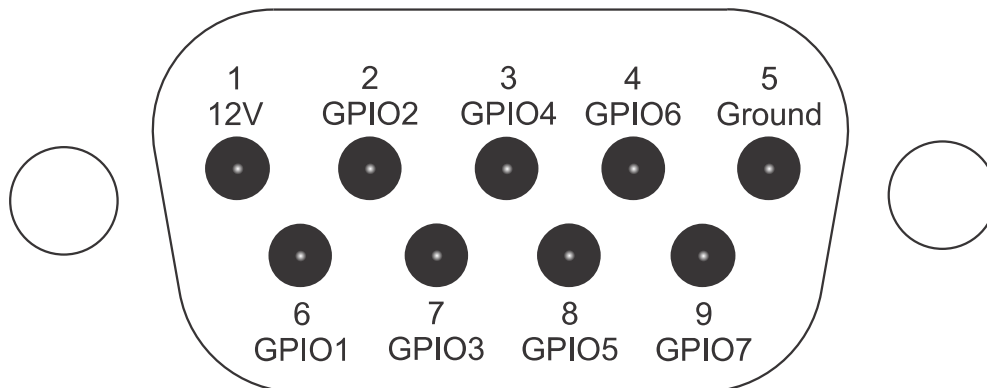 1 2 3 4 5
12V GPIO2 GPIO4 GPIO6 Ground
6 7 8 9
GPIO1 GPIO3 GPIO5 GPIO7